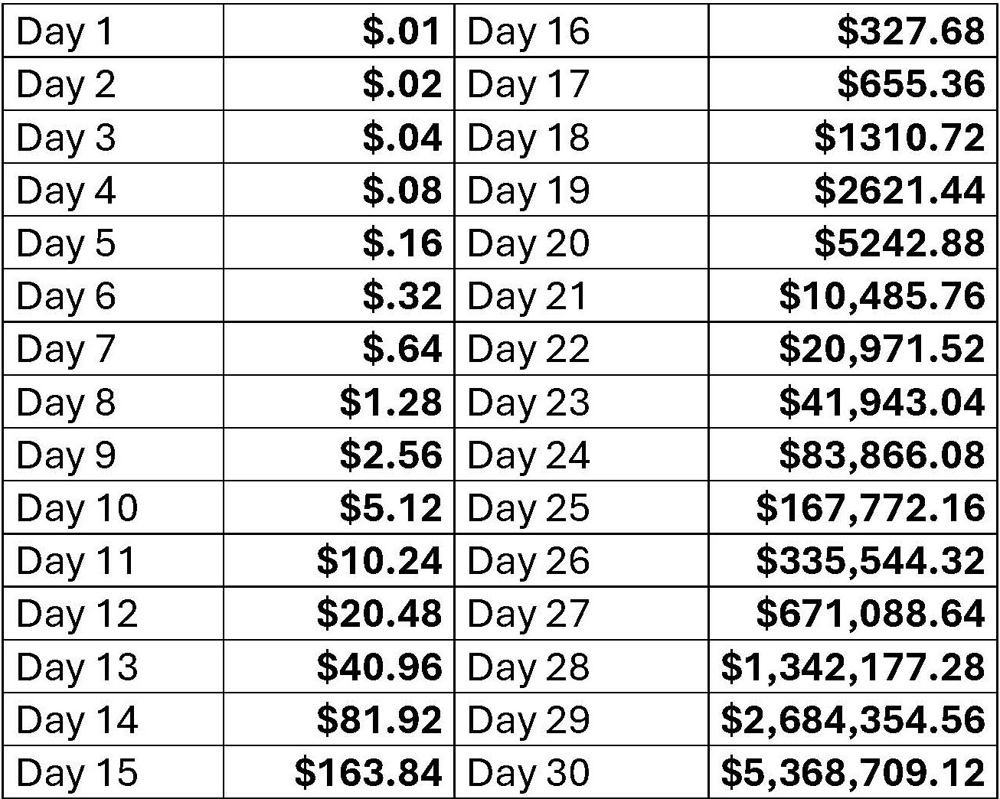 Day 1 $.01 Day 16 $327.68
Day 2 $.02 Day 17 $655.36
Day 3 $.04 Day 18 $1310.72
Day 4 $.08 Day 19 $2621.44
Day 5 $.16 Day 20 $5242.88
Day 6 $.32 Day 21 $10,485.76
Day 7 $.64 Day 22 $20,971.52
Day 8 $1.28 Day 23 $41,943.04
Day 9 $2.56 Day 24 $83,866.08
Day 10 $5.12 Day 25 $167,772.16
Day 11 $10.24 Day 26 $335,544.32
Day 12 $20.48 Day 27 $671,088.64
Day 13 $40.96 Day 28 $1,342,177.28
Day 14 $81.92 Day 29 $2,684,354.56
Day 15 $163.84 Day 30 $5,368,709.12